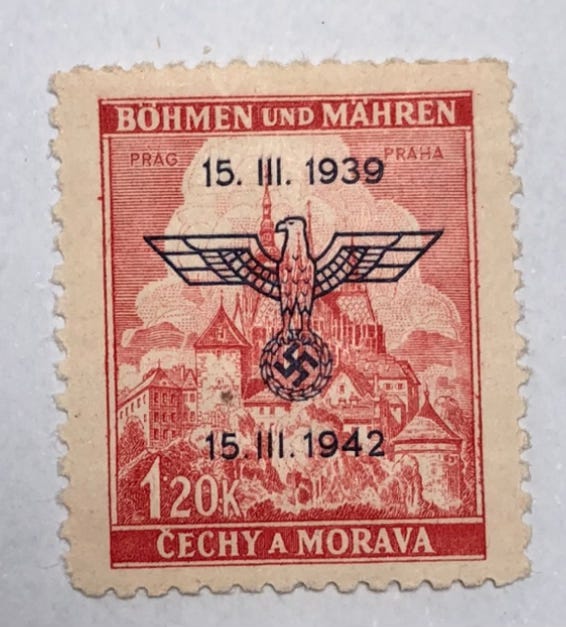 BÖHMEN UND MÄHREN
PRAG PRAHA
15. III. 1939
15. III. 1942
1.20K
ČECHY A MORAVA